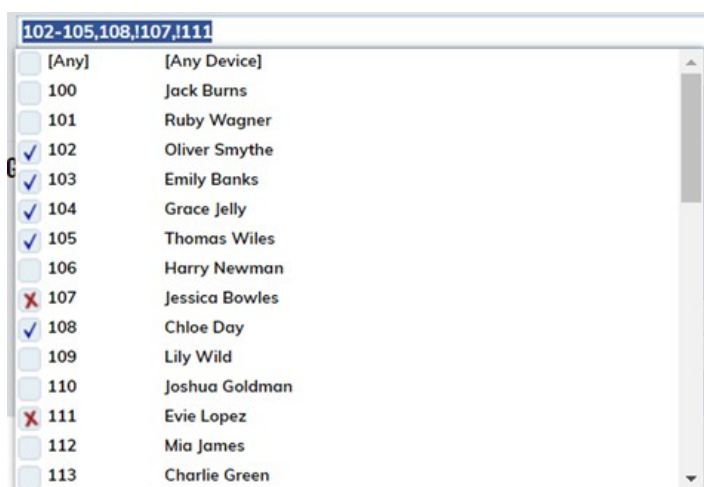 102-105,108,!107,!111
[Any] [Any Device]
100 Jack Burns
101 Ruby Wagner
102 Oliver Smythe
103 Emily Banks
104 Grace Jelly
105 Thomas Wiles
106 Harry Newman
107 Jessica Bowles
108 Chloe Day
109 Lily Wild
110 Joshua Goldman
111 Evie Lopez
112 Mia James
113 Charlie Green